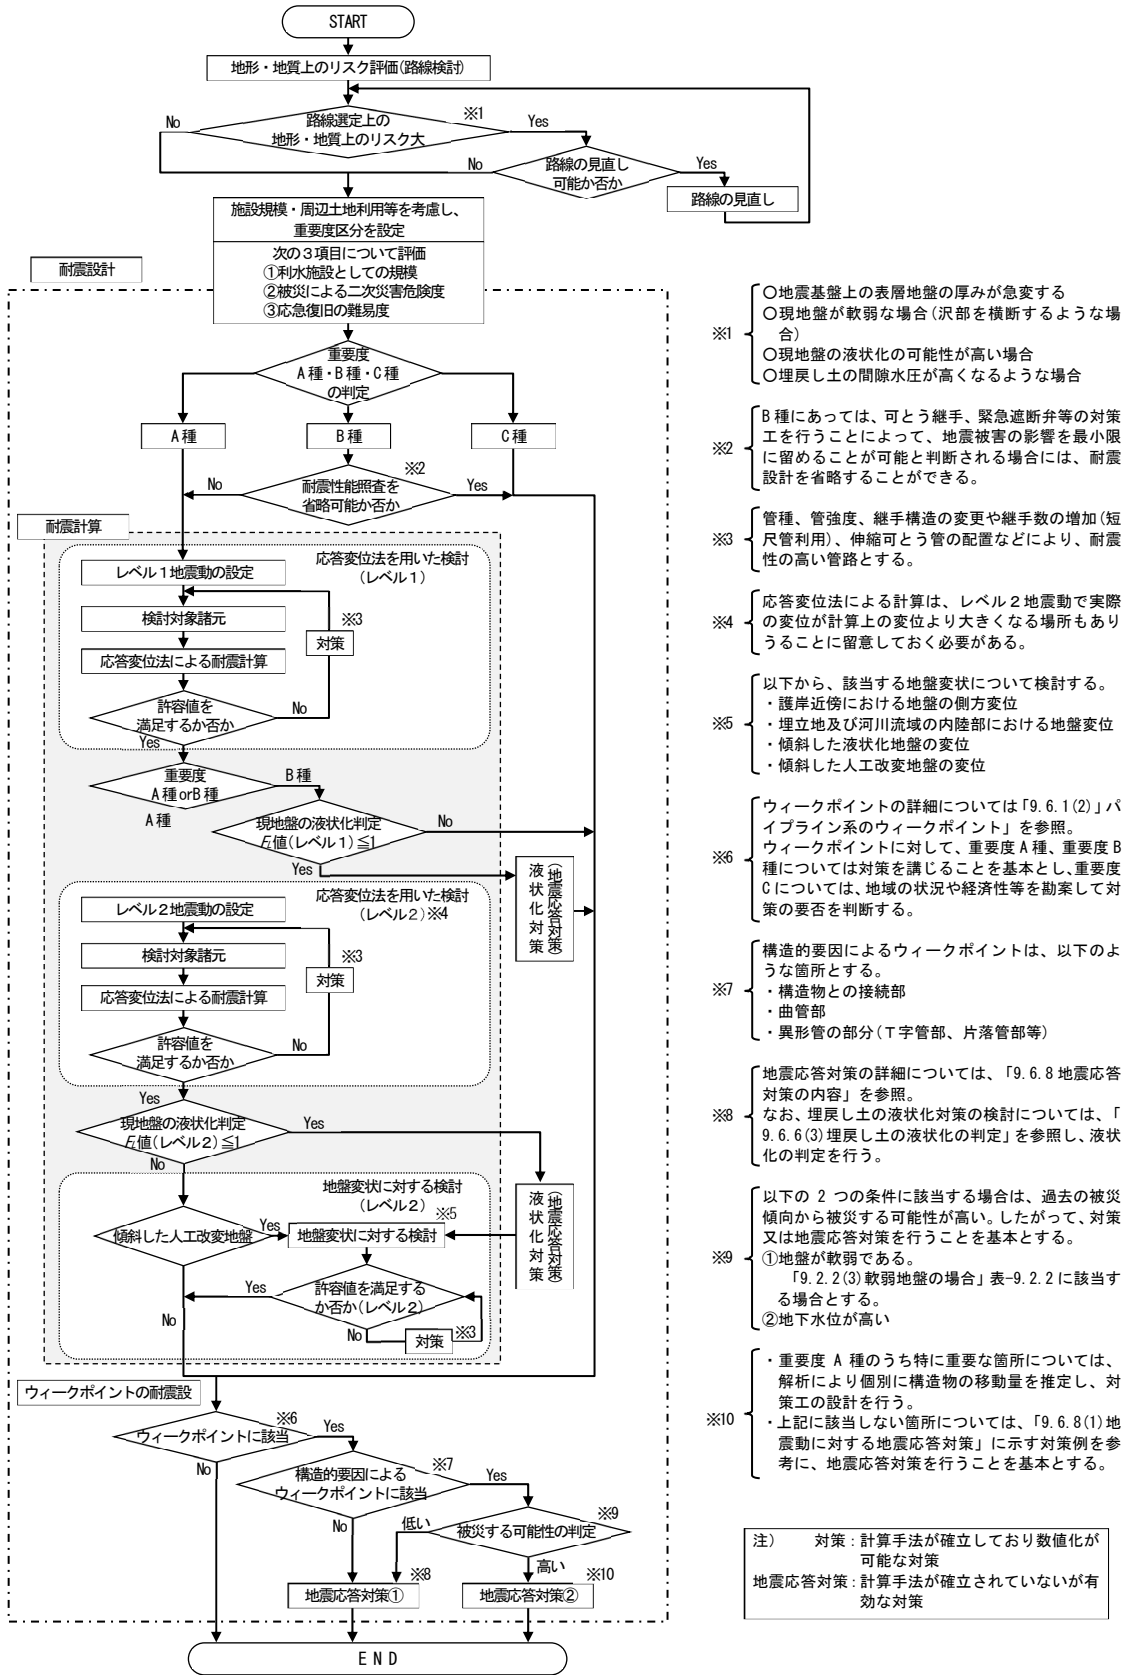 START
地形・地質上のリスク評価(路線検討)
※1
路線選定上の
地形・地質上のリスク大
No
Yes
路線の見直し
可能か否か
No
Yes
路線の見直し
施設規模・周辺土地利用等を考慮し、
重要度区分を設定
次の3項目について評価
①利水施設としての規模
②被災による二次災害危険度
③応急復旧の難易度
耐震設計
重要度
A種・B種・C種
の判定
A種
B種
C種
※2
耐震性能照査を
省略可能か否か
No
Yes
耐震計算
応答変位法を用いた検討
(レベル1)
レベル1地震動の設定
検討対象諸元
※3
対策
応答変位法による耐震計算
許容値を
満足するか否か
No
Yes
重要度
A種orB種
B種
A種
現地盤の液状化判定
FL値(レベル1)≦1
No
Yes
液状化対策
(地震応答対策)
応答変位法を用いた検討
(レベル2)※4
レベル2地震動の設定
検討対象諸元
※3
対策
応答変位法による耐震計算
許容値を
満足するか否か
No
Yes
現地盤の液状化判定
FL値(レベル2)≦1
Yes
No
液状化対策
(地震応答対策)
地盤変状に対する検討
(レベル2)
※5
傾斜した人工改変地盤
Yes
地盤変状に対する検討
No
許容値を満足する
か否か(レベル2)
Yes
No
対策
※3
ウィークポイントの耐震設
※6
ウィークポイントに該当
Yes
No
※7
構造的要因による
ウィークポイントに該当
Yes
No
※9
被災する可能性の判定
低い
高い
※8
地震応答対策①
※10
地震応答対策②
END
※1
〇地震基盤上の表層地盤の厚みが急変する
〇現地盤が軟弱な場合(沢部を横断するような場
合)
〇現地盤の液状化の可能性が高い場合
〇埋戻し土の間隙水圧が高くなるような場合
※2
B種にあっては、可とう継手、緊急遮断弁等の対策
工を行うことによって、地震被害の影響を最小限
に留めることが可能と判断される場合には、耐震
設計を省略することができる。
※3
管種、管強度、継手構造の変更や継手数の増加(短
尺管利用)、伸縮可とう管の配置などにより、耐震
性の高い管路とする。
※4
応答変位法による計算は、レベル2地震動で実際
の変位が計算上の変位より大きくなる場所もあり
うることに留意しておく必要がある。
※5
以下から、該当する地盤変状について検討する。
・護岸近傍における地盤の側方変位
・埋立地及び河川流域の内陸部における地盤変位
・傾斜した液状化地盤の変位
・傾斜した人工改変地盤の変位
※6
ウィークポイントの詳細については「9.6.1(2)」パ
イプライン系のウィークポイント」を参照。
ウィークポイントに対して、重要度A種、重要度B
種については対策を講じることを基本とし、重要度
Cについては、地域の状況や経済性等を勘案して対
策の要否を判断する。
※7
構造的要因によるウィークポイントは、以下のよ
うな箇所とする。
・構造物との接続部
・曲管部
・異形管の部分(T字管部、片落管部等)
※8
地震応答対策の詳細については、「9.6.8 地震応答
対策の内容」を参照。
なお、埋戻し土の液状化対策の検討については、「
9.6.6(3)埋戻し土の液状化の判定」を参照し、液状
化の判定を行う。
※9
以下の 2 つの条件に該当する場合は、過去の被災
傾向から被災する可能性が高い。したがって、対策
又は地震応答対策を行うことを基本とする。
①地盤が軟弱である。
「9.2.2(3)軟弱地盤の場合」表-9.2.2に該当す
る場合とする。
②地下水位が高い
※10
・重要度 A 種のうち特に重要な箇所については、
解析により個別に構造物の移動量を推定し、対
策工の設計を行う。
・上記に該当しない箇所については、「9.6.8(1)地
震動に対する地震応答対策」に示す対策例を参
考に、地震応答対策を行うことを基本とする。
注) 対策:計算手法が確立しており数値化が
可能な対策
地震応答対策:計算手法が確立されていないが有
効な対策